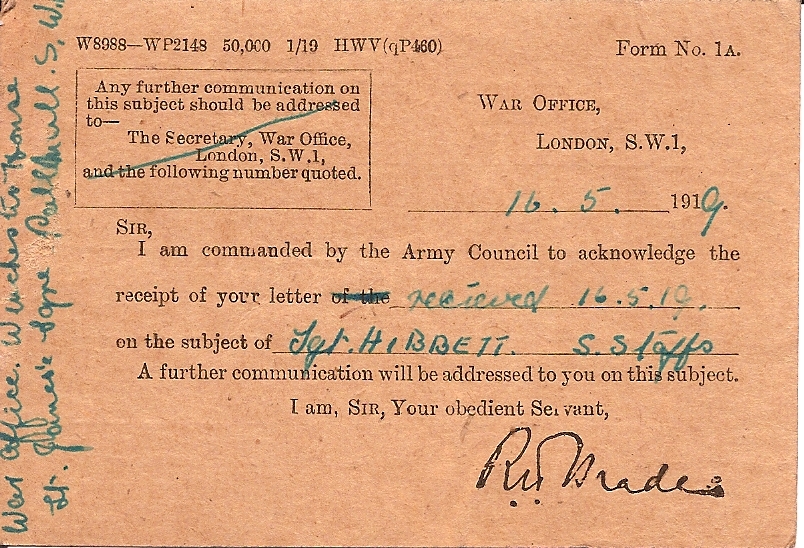 W8988—WP2148 50,000 1/19 HWV(qP460)
Form No. 1A.
Any further communication on
this subject should be addressed
to—
The Secretary, War Office,
London, S.W.1,
and the following number quoted.
War Office,
London, S.W.1,
16. 5. 1919.
Sir,
I am commanded by the Army Council to acknowledge the
receipt of your letter of the recieved 16.5.19.
on the subject of Sgt. HIBBETT. S. Staffs
A further communication will be addressed to you on this subject.
I am, Sir, Your obedient Servant,
War Office. Winchester House
St. James's Sqre Pall Mall. S.W.